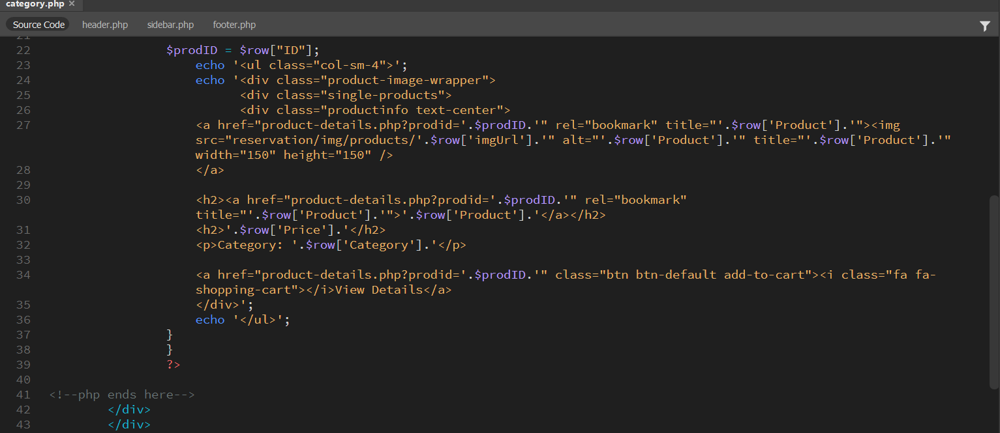 category.php ×
Source Code header.php sidebar.php footer.php
21
22 $prodID = $row["ID"];
23 echo '<ul class="col-sm-4">';
24 echo '<div class="product-image-wrapper">
25 <div class="single-products">
26 <div class="productinfo text-center">
27 <a href="product-details.php?prodid='.$prodID.'" rel="bookmark" title="'.$row['Product'].'"><img
src="reservation/img/products/'.$row['imgUrl'].'" alt="'.$row['Product'].'" title="'.$row['Product'].'"
width="150" height="150" />
28 </a>
29
30 <h2><a href="product-details.php?prodid='.$prodID.'" rel="bookmark"
title="'.$row['Product'].'">'.$row['Product'].'</a></h2>
31 <h2>'.$row['Price'].'</h2>
32 <p>Category: '.$row['Category'].'</p>
33
34 <a href="product-details.php?prodid='.$prodID.'" class="btn btn-default add-to-cart"><i class="fa fa-
shopping-cart"></i>View Details</a>
35 </div>';
36 echo '</ul>';
37 }
38 }
39 ?>
40
41 <!--php ends here-->
42 </div>
43 </div>